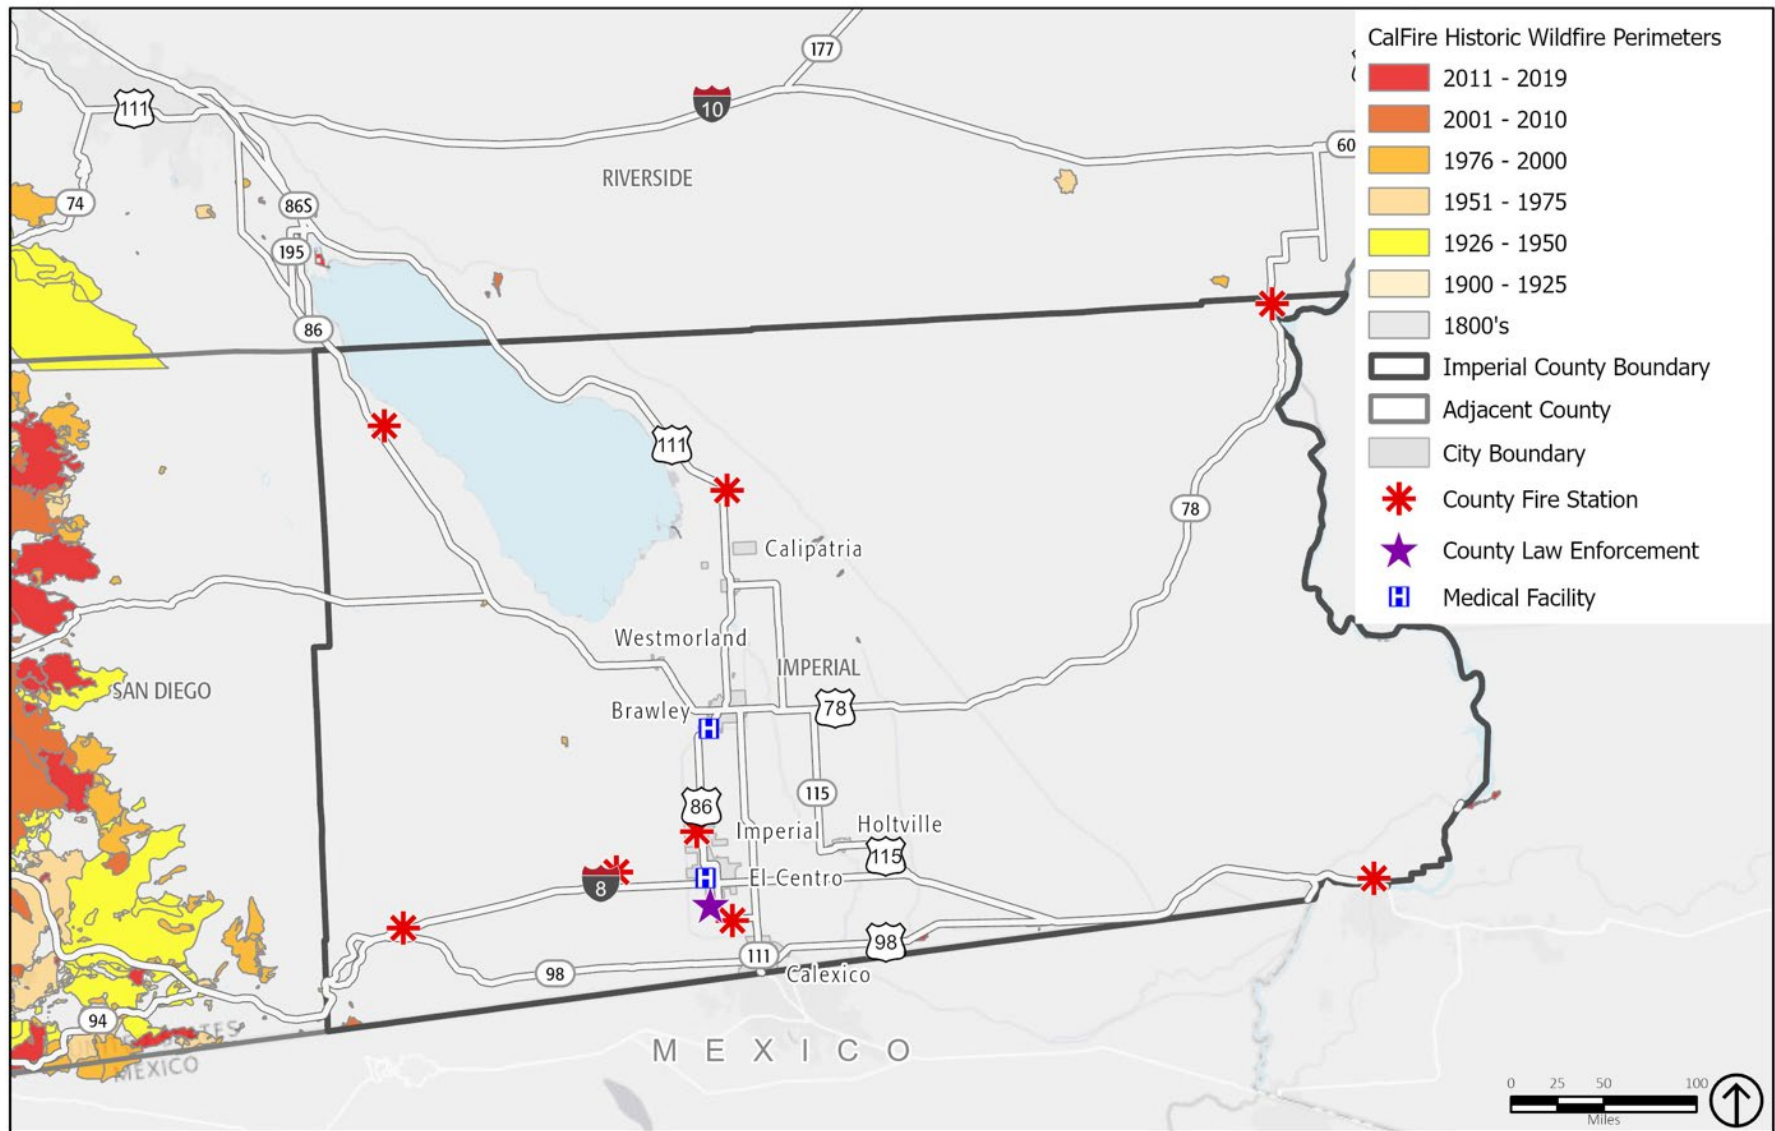 CalFire Historic Wildfire Perimeters
2011 - 2019
2001 - 2010
1976 - 2000
1951 - 1975
1926 - 1950
1900 - 1925
1800's
Imperial County Boundary
Adjacent County
City Boundary
County Fire Station
County Law Enforcement
H Medical Facility
177
111
10
60
RIVERSIDE
74
86S
195
86
111
78
Calipatria
Westmorland
IMPERIAL
SAN DIEGO
Brawley
78
H
115
86
Imperial
Holtville
115
8
H
El Centro
98
111
98
Calexico
94
MEXICO
MEXICO
0 25 50 100
Miles